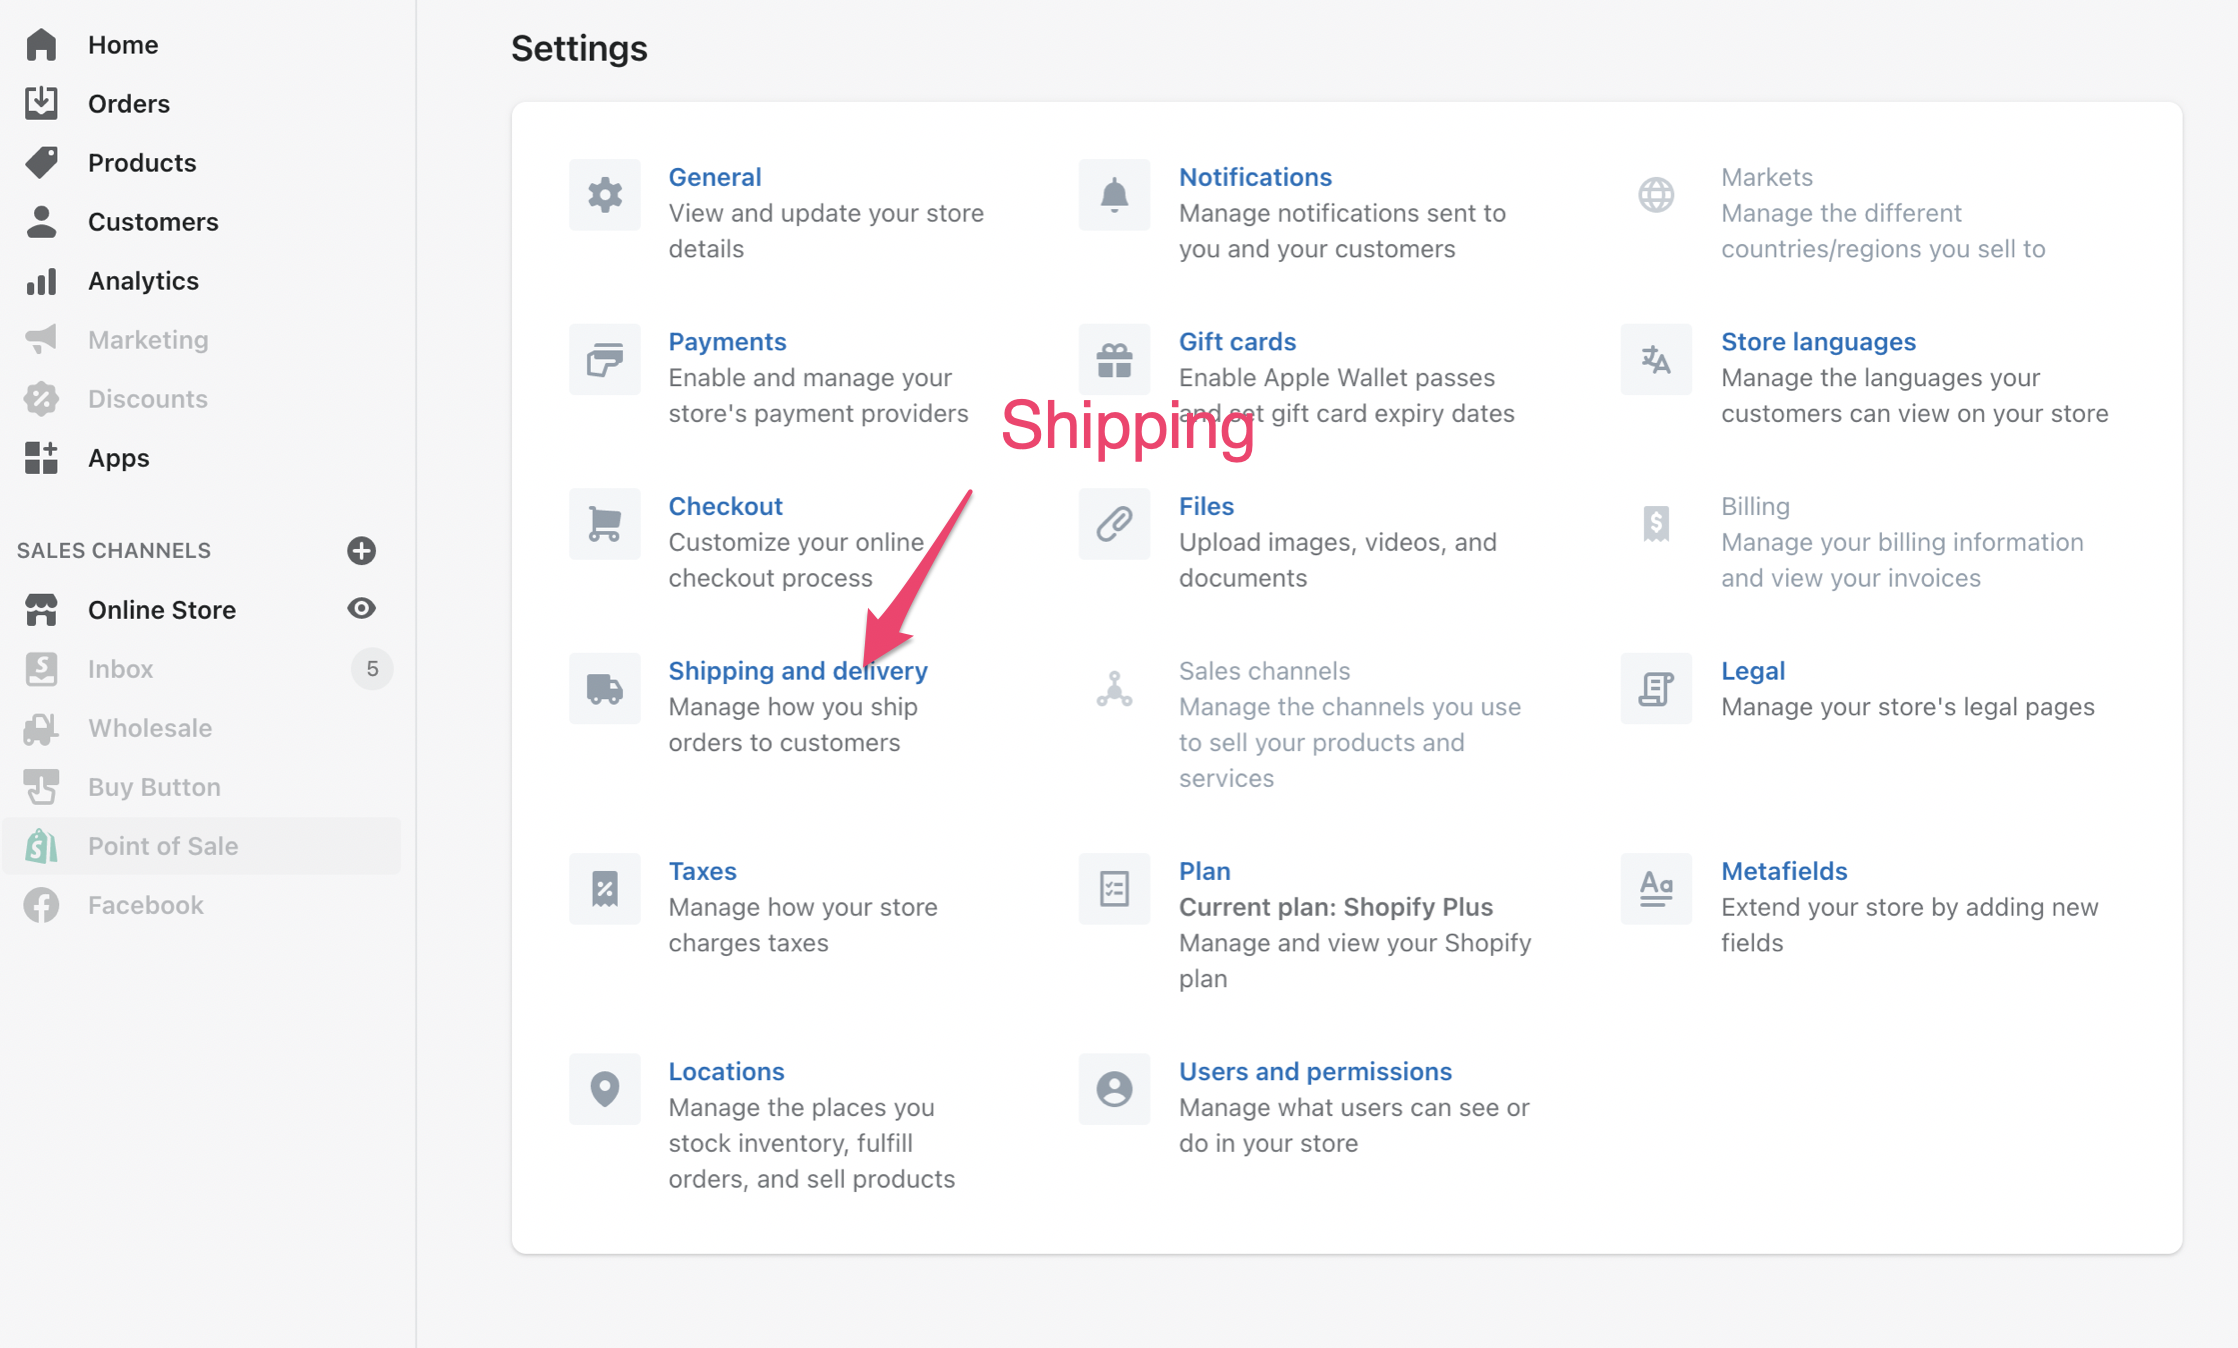 Home
Orders
Products
Customers
Analytics
Marketing
Discounts
Apps
SALES CHANNELS
Online Store
Inbox
5
Wholesale
Buy Button
Point of Sale
Facebook
Settings
General
View and update your store
details
Notifications
Manage notifications sent to
you and your customers
Markets
Manage the different
countries/regions you sell to
Payments
Enable and manage your
store's payment providers
Gift cards
Enable Apple Wallet passes
and set gift card expiry dates
Store languages
Manage the languages your
customers can view on your store
Shipping
Checkout
Customize your online
checkout process
Files
Upload images, videos, and
documents
Billing
Manage your billing information
and view your invoices
Shipping and delivery
Manage how you ship
orders to customers
Sales channels
Manage the channels you use
to sell your products and
services
Legal
Manage your store's legal pages
Taxes
Manage how your store
charges taxes
Plan
Current plan: Shopify Plus
Manage and view your Shopify
plan
Metafields
Extend your store by adding new
fields
Locations
Manage the places you
stock inventory, fulfill
orders, and sell products
Users and permissions
Manage what users can see or
do in your store